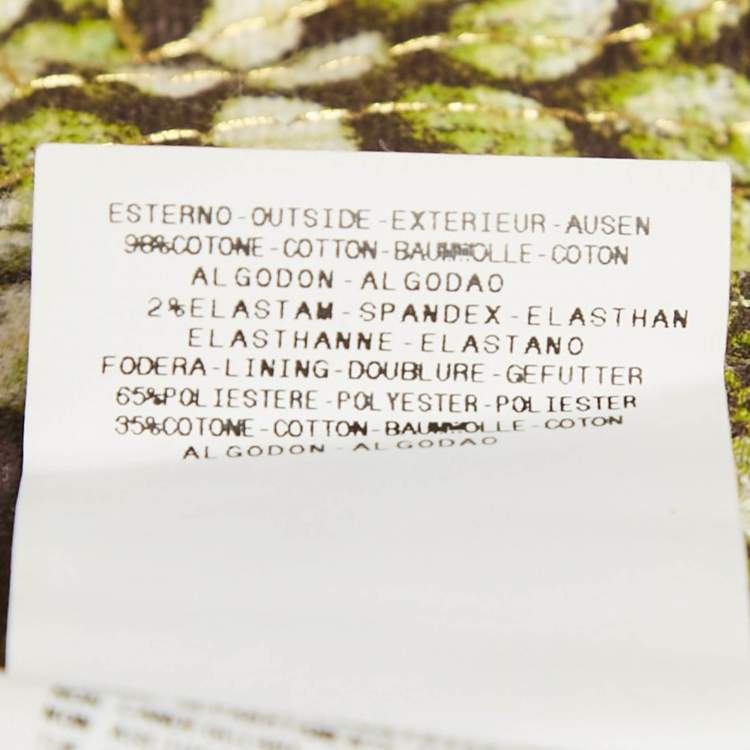 ESTERNO-OUTSIDE-EXTERIEUR-AUSEN
98%COTONE-COTTON-BAUMWOLLE-COTON
ALGODON-ALGODAO
2%ELASTAM-SPANDEX-ELASTHAN
ELASTHANNE-ELASTANO
FODERA-LINING-DOUBLURE-GEFUTTER
65%POLIESTERE-POLYESTER-POLIESTER
35%COTONE-COTTON-BAUMWOLLE-COTON
ALGODON-ALGODAO